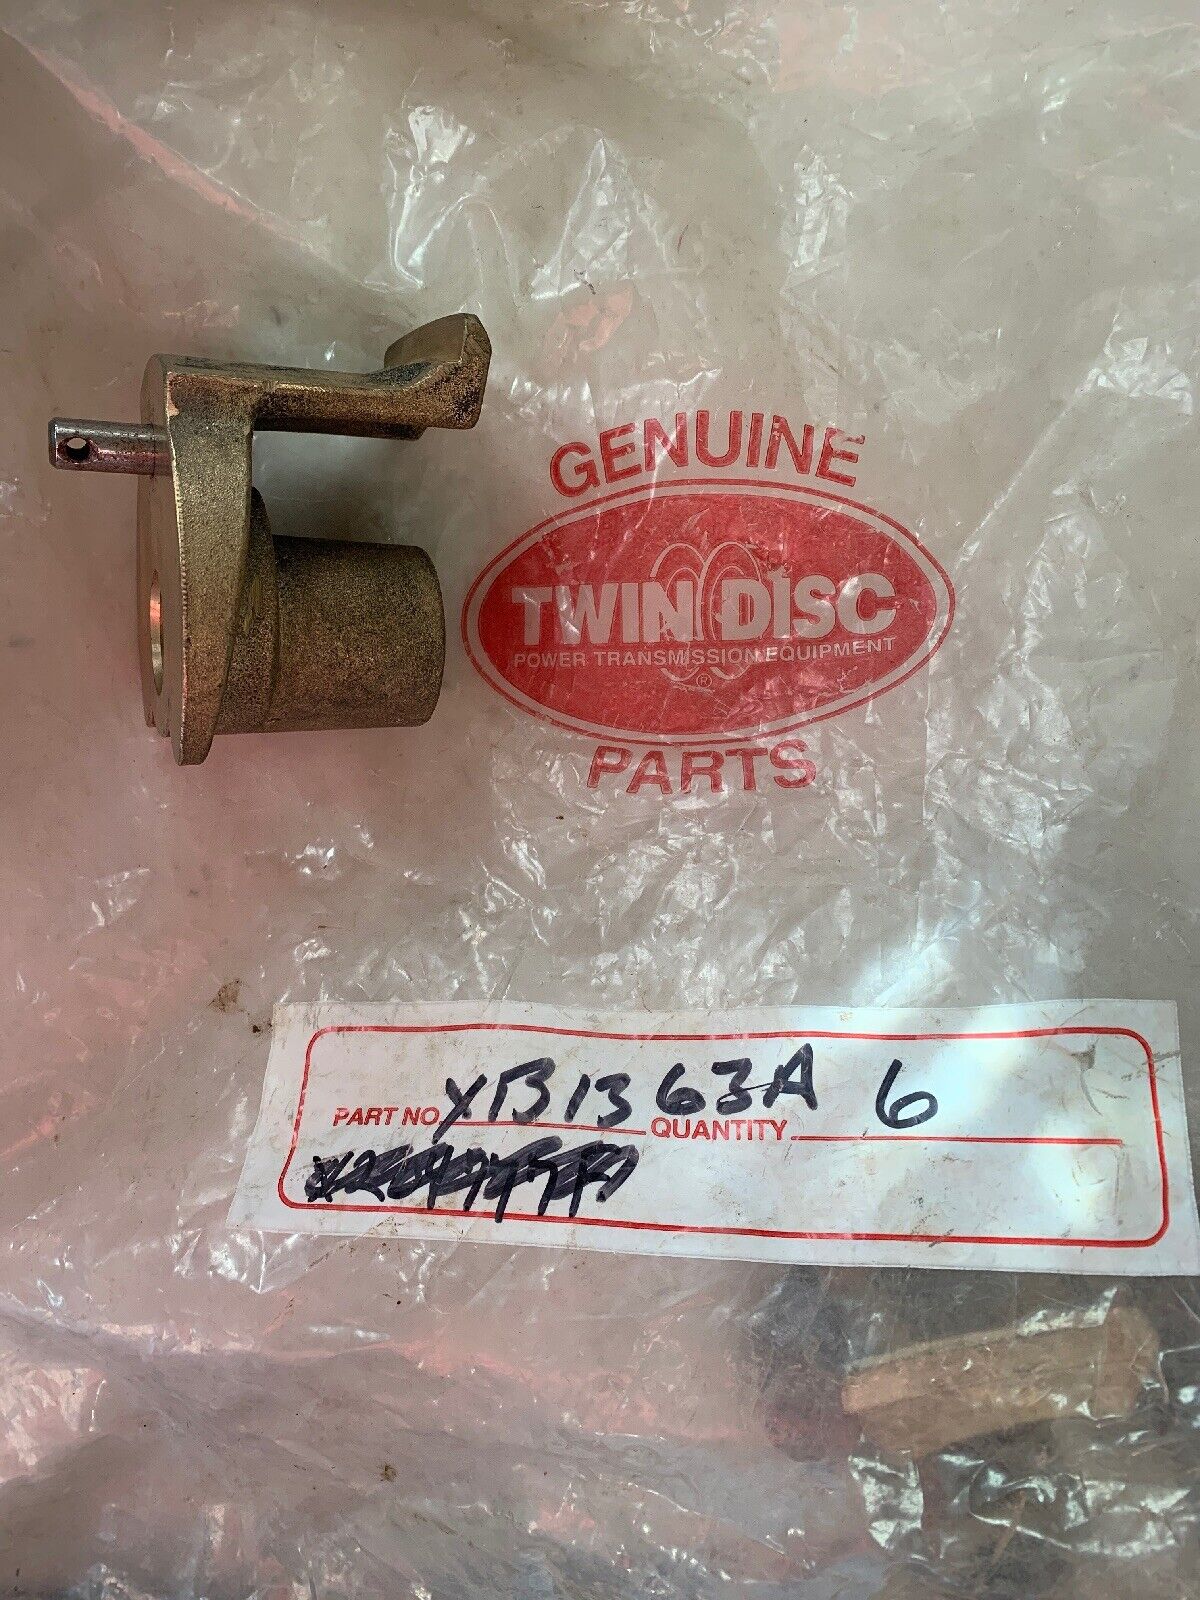 GENUINE
TWIN DISC
POWER TRANSMISSION EQUIPMENT
®
PARTS
PART NO. XB1363A QUANTITY 6